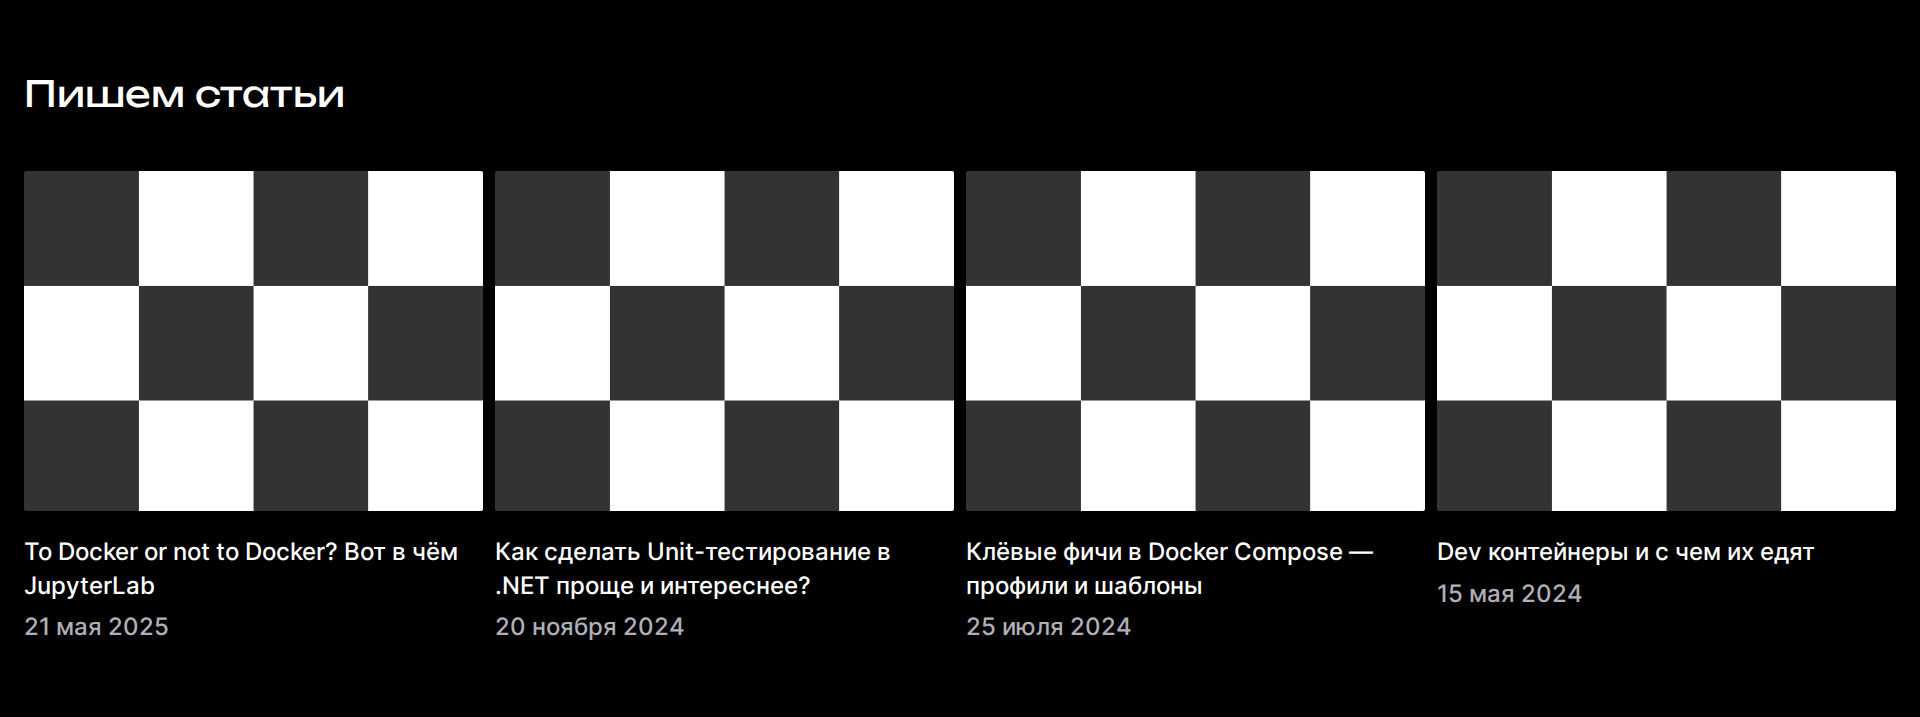 Пишем статьи
To Docker or not to Docker? Вот в чём
JupyterLab
21 мая 2025
Как сделать Unit-тестирование в
.NET проще и интереснее?
20 ноября 2024
Клёвые фичи в Docker Compose —
профили и шаблоны
25 июля 2024
Dev контейнеры и с чем их едят
15 мая 2024